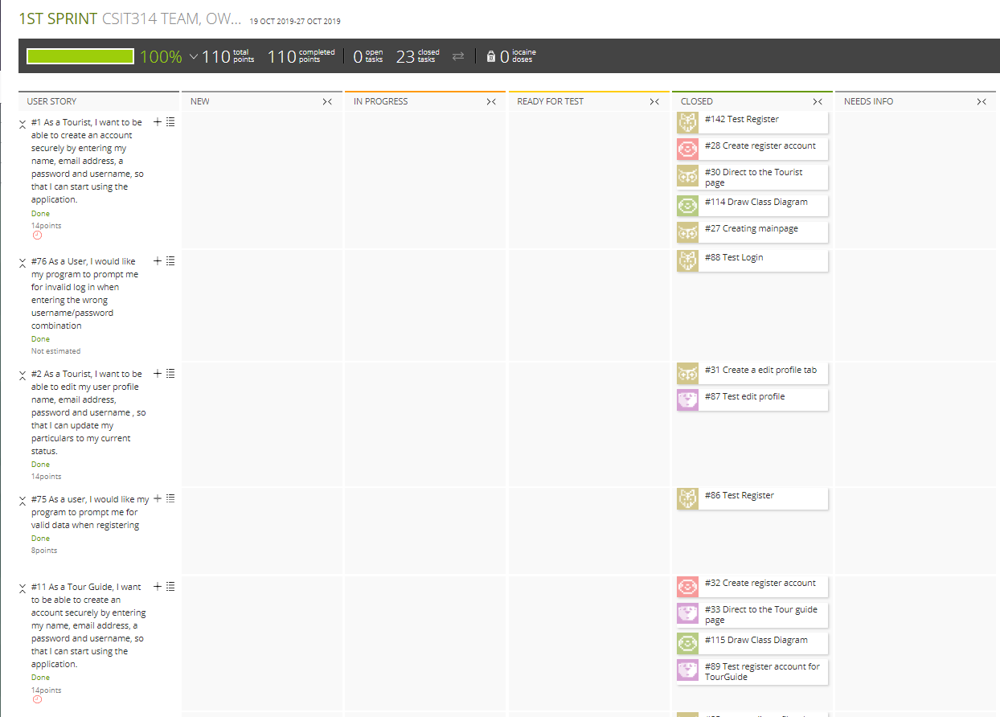 1ST SPRINT CSIT314 TEAM, OW... 19 OCT 2019-27 OCT 2019
100% 110 total points 110 completed points 0 open tasks 23 closed tasks 0 iocaine doses
USER STORY NEW IN PROGRESS READY FOR TEST CLOSED NEEDS INFO
#1 As a Tourist, I want to be
able to create an account
securely by entering my
name, email address, a
password and username, so
that I can start using the
application.
Done
14points
#142 Test Register
#28 Create register account
#30 Direct to the Tourist
page
#114 Draw Class Diagram
#27 Creating mainpage
#76 As a User, I would like
my program to prompt me
for invalid log in when
entering the wrong
username/password
combination
Done
Not estimated
#88 Test Login
#2 As a Tourist, I want to be
able to edit my user profile
name, email address,
password and username , so
that I can update my
particulars to my current
status.
Done
14points
#31 Create a edit profile tab
#87 Test edit profile
#75 As a user, I would like my
program to prompt me for
valid data when registering
Done
8points
#86 Test Register
#11 As a Tour Guide, I want
to be able to create an
account securely by entering
my name, email address, a
password and username, so
that I can start using the
application.
Done
14points
#32 Create register account
#33 Direct to the Tour guide
page
#115 Draw Class Diagram
#89 Test register account for
TourGuide